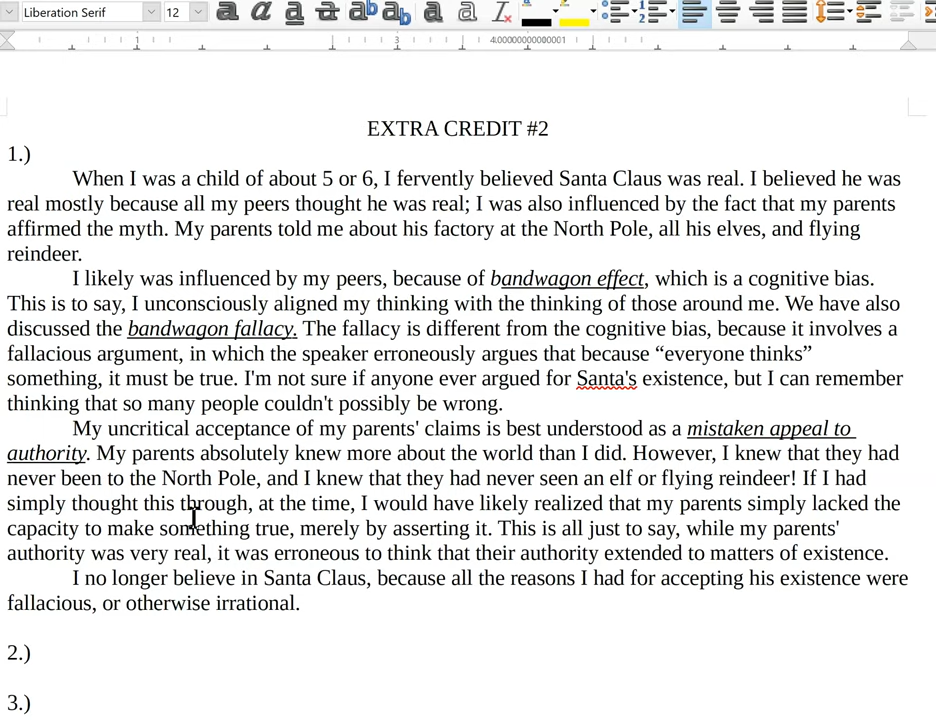 Liberation Serif 12
1 3 4.00000000000001
EXTRA CREDIT #2
1.)
When I was a child of about 5 or 6, I fervently believed Santa Claus was real. I believed he was
real mostly because all my peers thought he was real; I was also influenced by the fact that my parents
affirmed the myth. My parents told me about his factory at the North Pole, all his elves, and flying
reindeer.
I likely was influenced by my peers, because of bandwagon effect, which is a cognitive bias.
This is to say, I unconsciously aligned my thinking with the thinking of those around me. We have also
discussed the bandwagon fallacy. The fallacy is different from the cognitive bias, because it involves a
fallacious argument, in which the speaker erroneously argues that because “everyone thinks”
something, it must be true. I'm not sure if anyone ever argued for Santa's existence, but I can remember
thinking that so many people couldn't possibly be wrong.
My uncritical acceptance of my parents' claims is best understood as a mistaken appeal to
authority. My parents absolutely knew more about the world than I did. However, I knew that they had
never been to the North Pole, and I knew that they had never seen an elf or flying reindeer! If I had
simply thought this through, at the time, I would have likely realized that my parents simply lacked the
capacity to make something true, merely by asserting it. This is all just to say, while my parents'
authority was very real, it was erroneous to think that their authority extended to matters of existence.
I no longer believe in Santa Claus, because all the reasons I had for accepting his existence were
fallacious, or otherwise irrational.
2.)
3.)